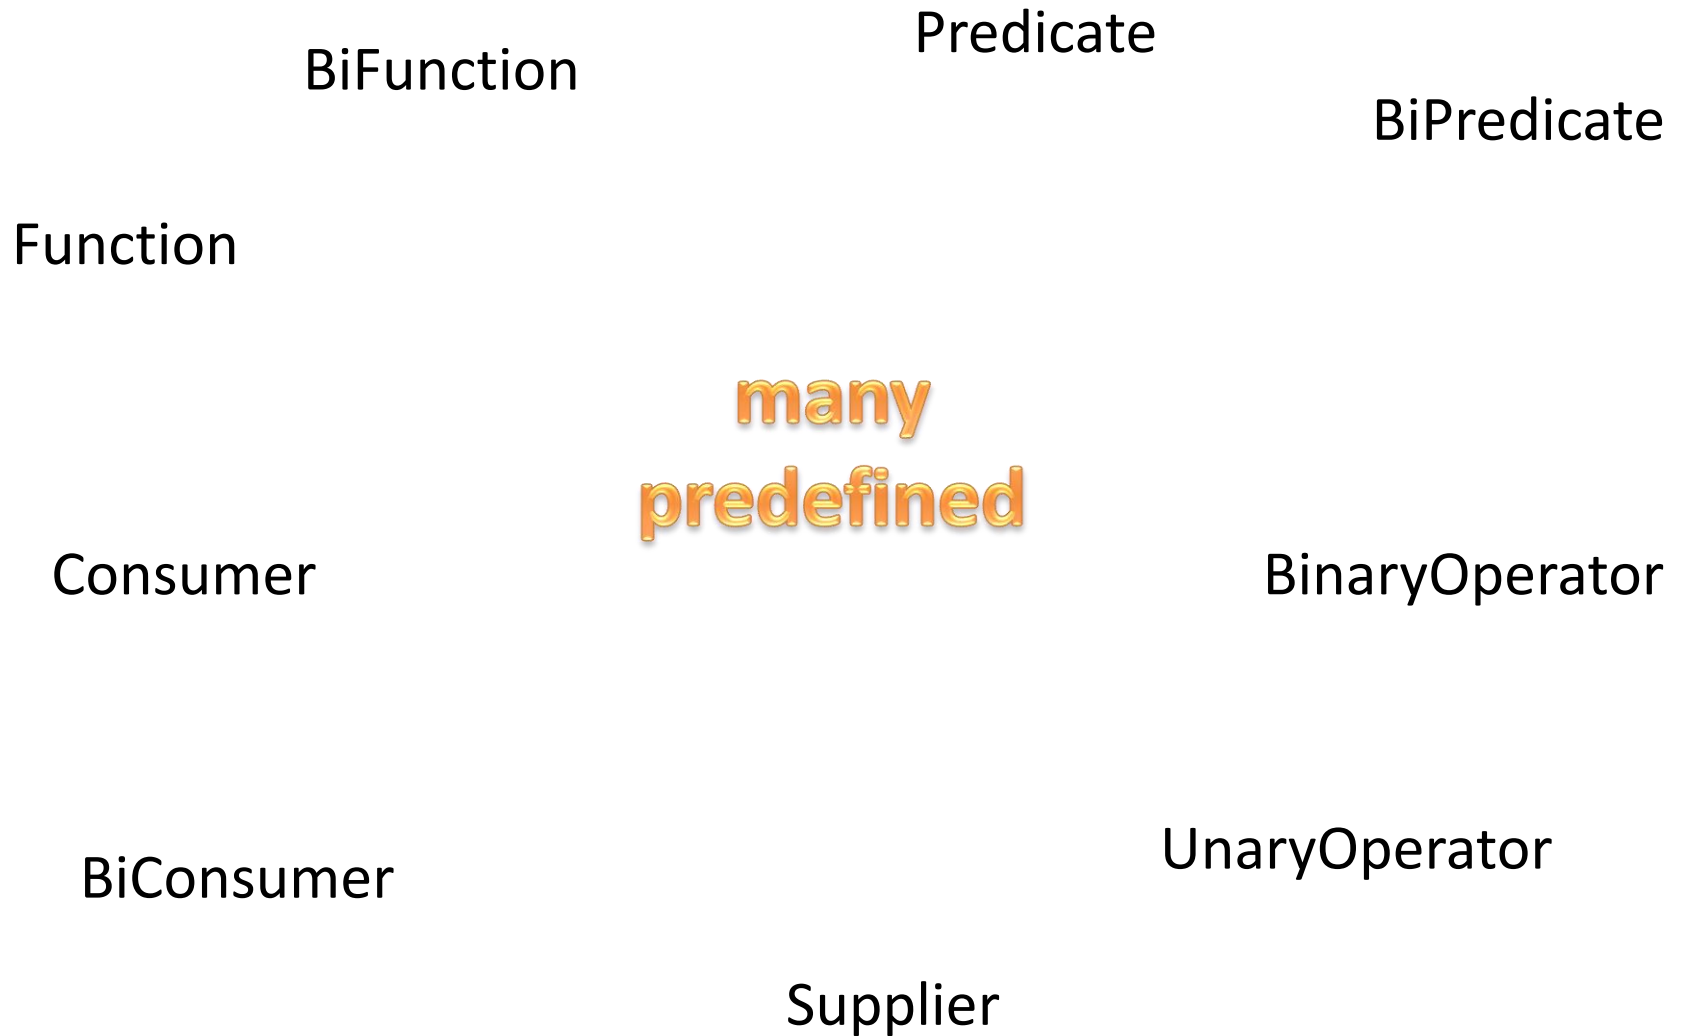 Predicate
BiFunction
BiPredicate
Function
many
predefined
Consumer
BinaryOperator
UnaryOperator
BiConsumer
Supplier